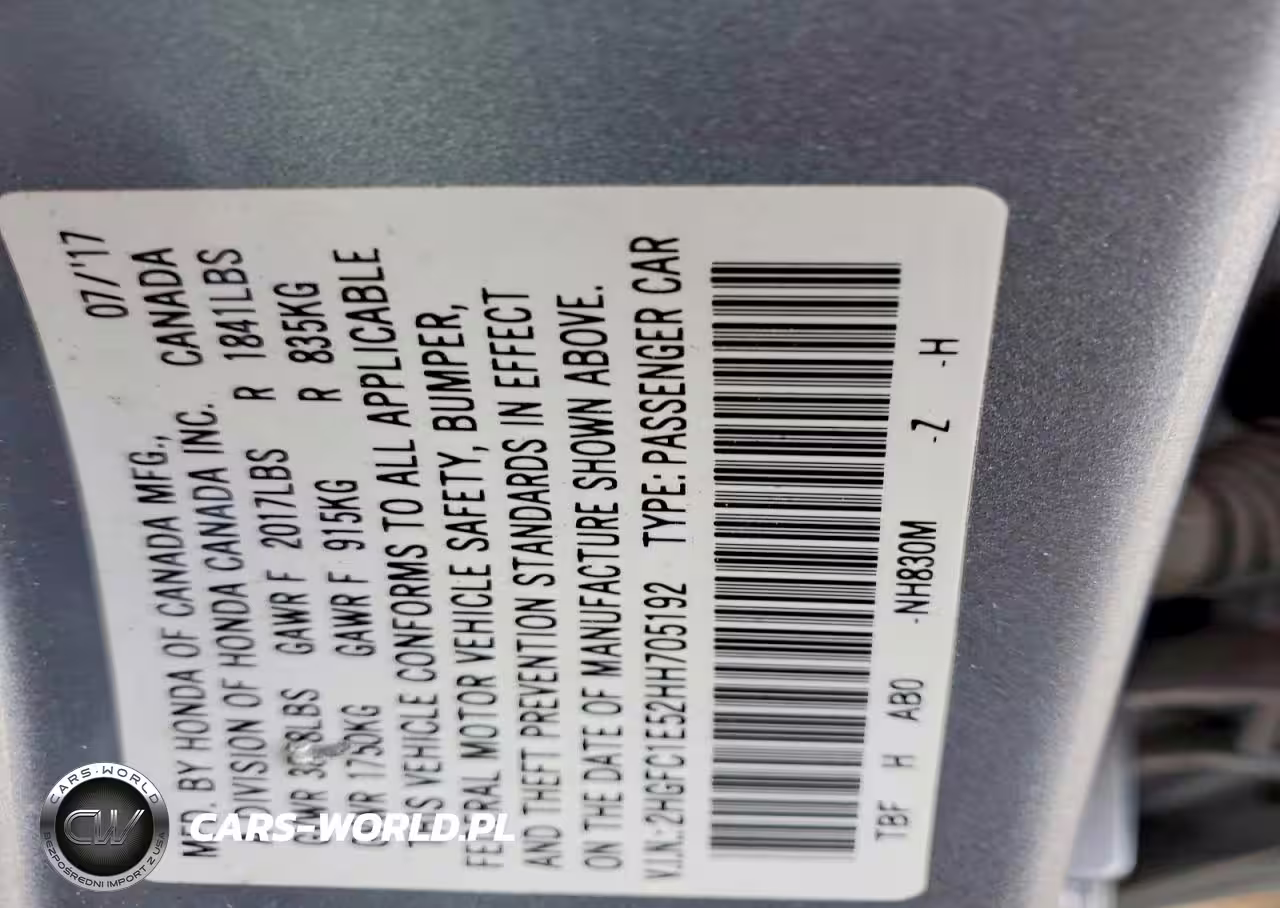 07/'17
MFD. BY HONDA OF CANADA MFG., CANADA
A DIVISION OF HONDA CANADA INC.
GAWR F 2017LBS R 1841LBS
GVWR 1750KG GAWR F 915KG R 835KG
THIS VEHICLE CONFORMS TO ALL APPLICABLE
FEDERAL MOTOR VEHICLE SAFETY, BUMPER,
AND THEFT PREVENTION STANDARDS IN EFFECT
ON THE DATE OF MANUFACTURE SHOWN ABOVE.
V.I.N.:2HGFC1E52HH705192 TYPE: PASSENGER CAR
TBF H AB0 -NH830M -Z -H
CARS-WORLD
CW
BEZPOŚREDNI IMPORT Z USA
CARS-WORLD.PL